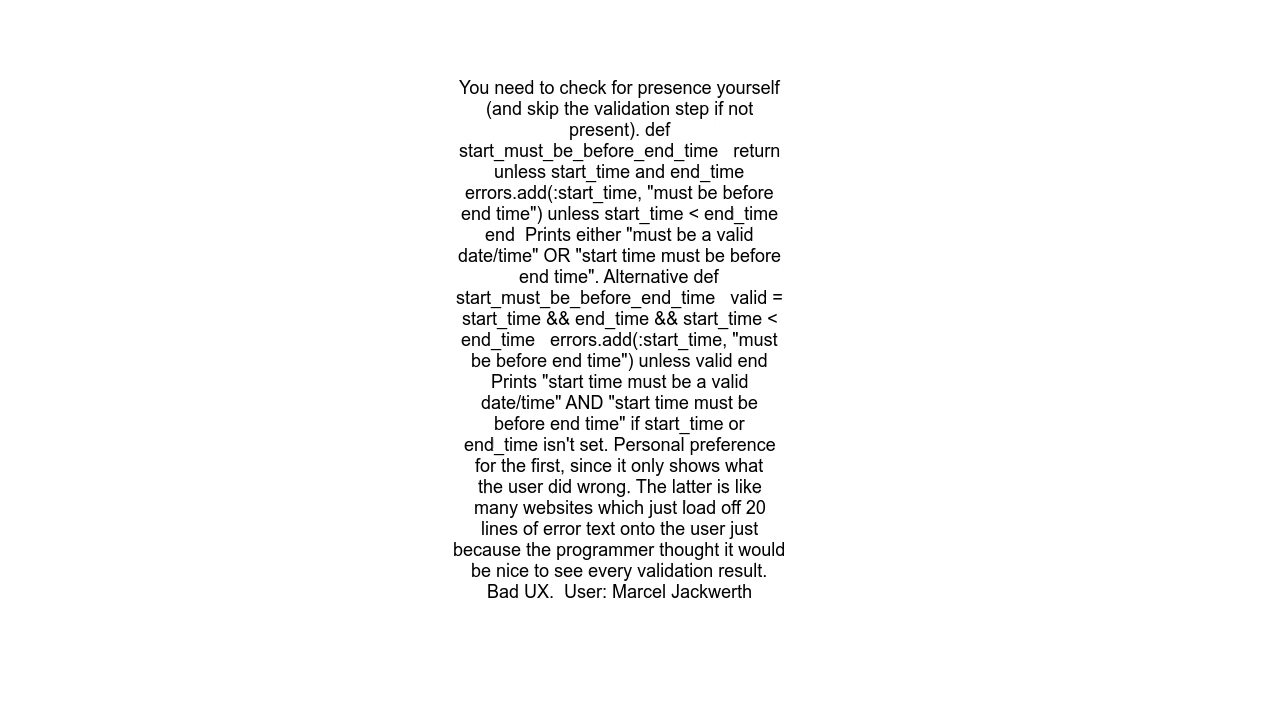 You need to check for presence yourself
(and skip the validation step if not
present). def
start_must_be_before_end_time   return
unless start_time and end_time
errors.add(:start_time, "must be before
end time") unless start_time < end_time
end  Prints either "must be a valid
date/time" OR "start time must be before
end time". Alternative def
start_must_be_before_end_time   valid =
start_time && end_time && start_time <
end_time   errors.add(:start_time, "must
be before end time") unless valid end
Prints "start time must be a valid
date/time" AND "start time must be
before end time" if start_time or
end_time isn't set. Personal preference
for the first, since it only shows what
the user did wrong. The latter is like
many websites which just load off 20
lines of error text onto the user just
because the programmer thought it would
be nice to see every validation result.
Bad UX.  User: Marcel Jackwerth